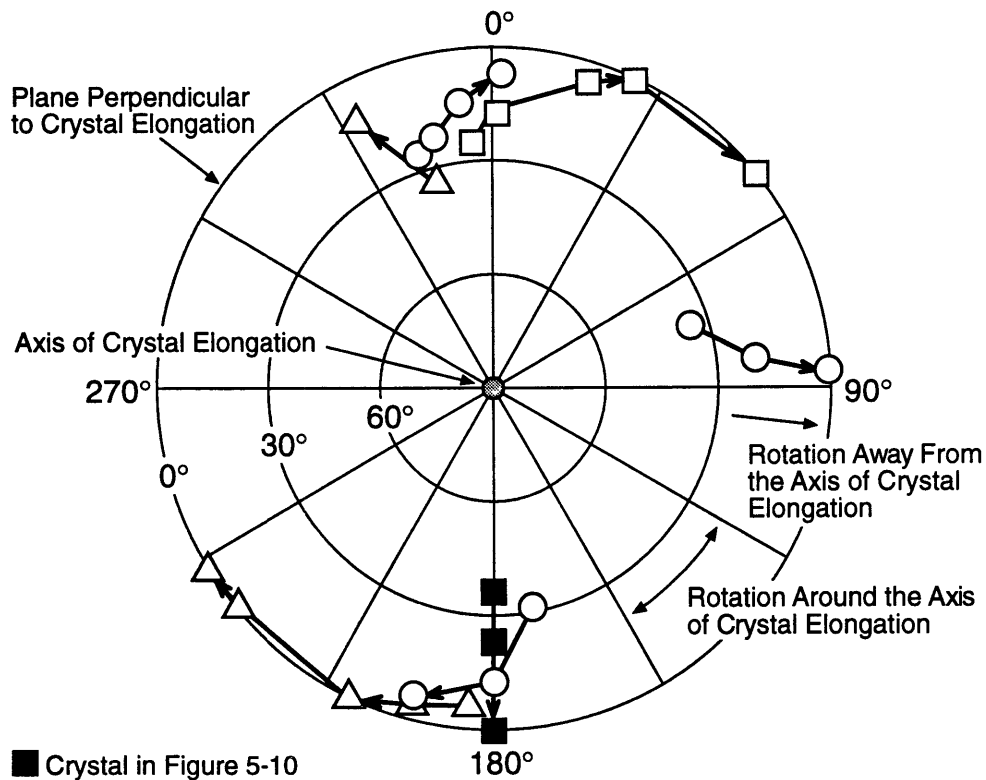 0°
Plane Perpendicular
to Crystal Elongation
Axis of Crystal Elongation
270°
60°
30°
0°
90°
Rotation Away From
the Axis of Crystal
Elongation
Rotation Around the Axis
of Crystal Elongation
Crystal in Figure 5-10
180°